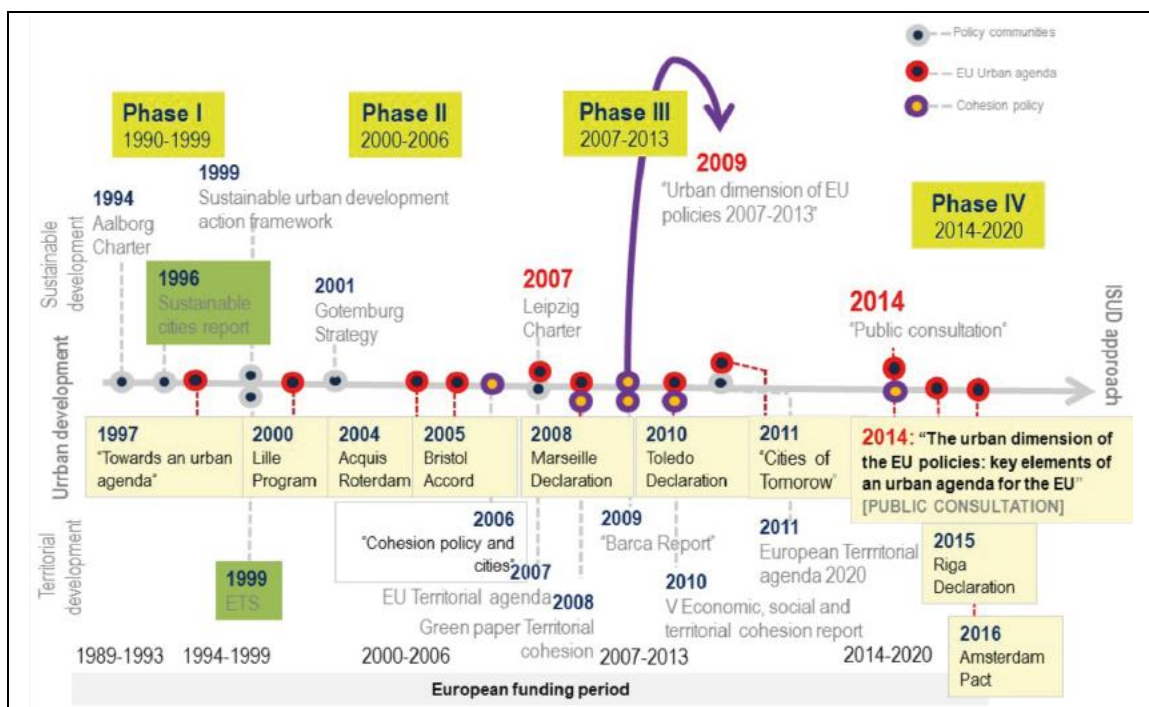 Policy communities
EU Urban agenda
Cohesion policy
Phase I
1990-1999
Phase II
2000-2006
Phase III
2007-2013
Phase IV
2014-2020
Sustainable
development
1994
Aalborg
Charter
1999
Sustainable urban development
action framework
1996
Sustainable
cities report
2001
Gotemburg
Strategy
2007
Leipzig
Charter
2009
"Urban dimension of EU
policies 2007-2013"
2014
"Public consultation"
ISUD approach
Urrban development
1997
"Towards an urban
agenda"
2000
Lille
Program
2004
Acquis
Roterdam
2005
Bristol
Accord
2008
Marseille
Declaration
2010
Toledo
Declaration
2011
"Cities of
Tomorow"
2014: "The urban dimension of
the EU policies: key elements of
an urban agenda for the EU"
[PUBLIC CONSULTATION]
Territorial
development
1999
ETS
2006
"Cohesion policy and
cities"
2007
EU Territorial agenda
2008
Green paper Territorial
cohesion
2009
"Barca Report"
2010
V Economic, social and
territorial cohesion report
2011
European Terrritorial
agenda 2020
2015
Riga
Declaration
2016
Amsterdam
Pact
1989-1993
1994-1999
2000-2006
2007-2013
2014-2020
European funding period